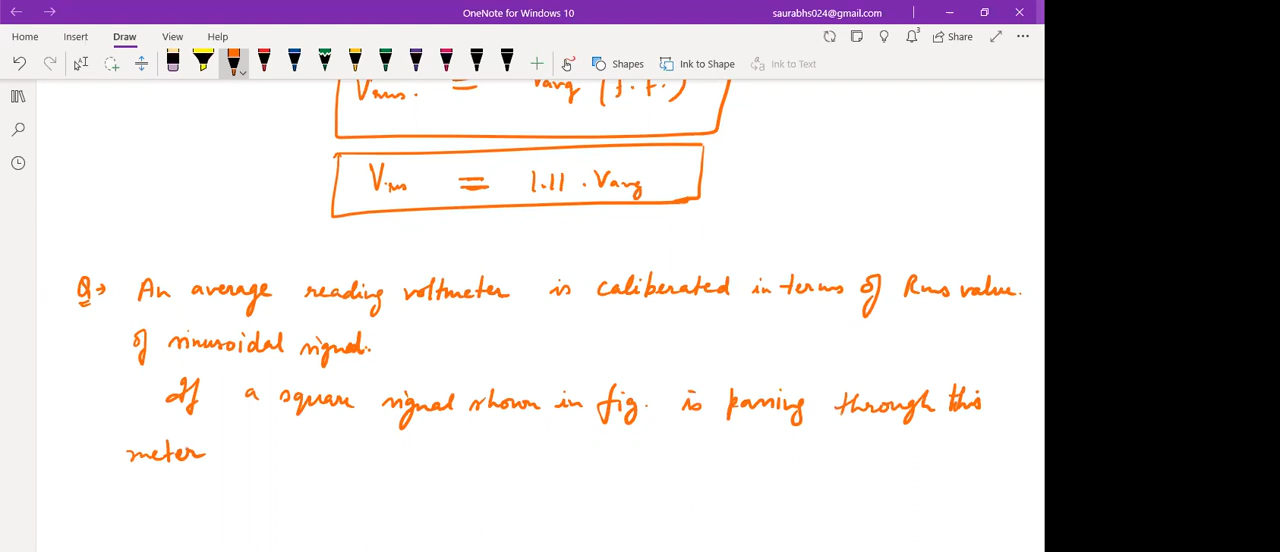 OneNote for Windows 10
saurabhs024@gmail.com
Home Insert Draw View Help
Share
Shapes Ink to Shape Ink to Text
Vrms. = Vavg (f.f.)
Vrms = 1.11 . Vavg
Q→ An average reading voltmeter is caliberated in terms of Rms value.
of sinusoidal signal.
If a square signal shown in fig. is passing through this
meter